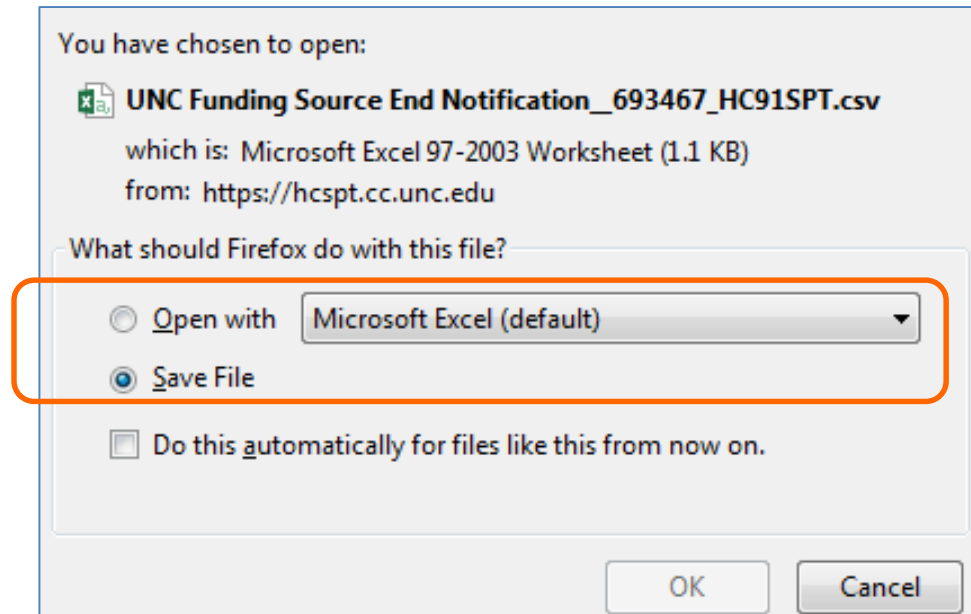 You have chosen to open:
UNC Funding Source End Notification__693467_HC91SPT.csv
which is: Microsoft Excel 97-2003 Worksheet (1.1 KB)
from: https://hcspt.cc.unc.edu
What should Firefox do with this file?
Open with Microsoft Excel (default)
Save File
Do this automatically for files like this from now on.
OK Cancel